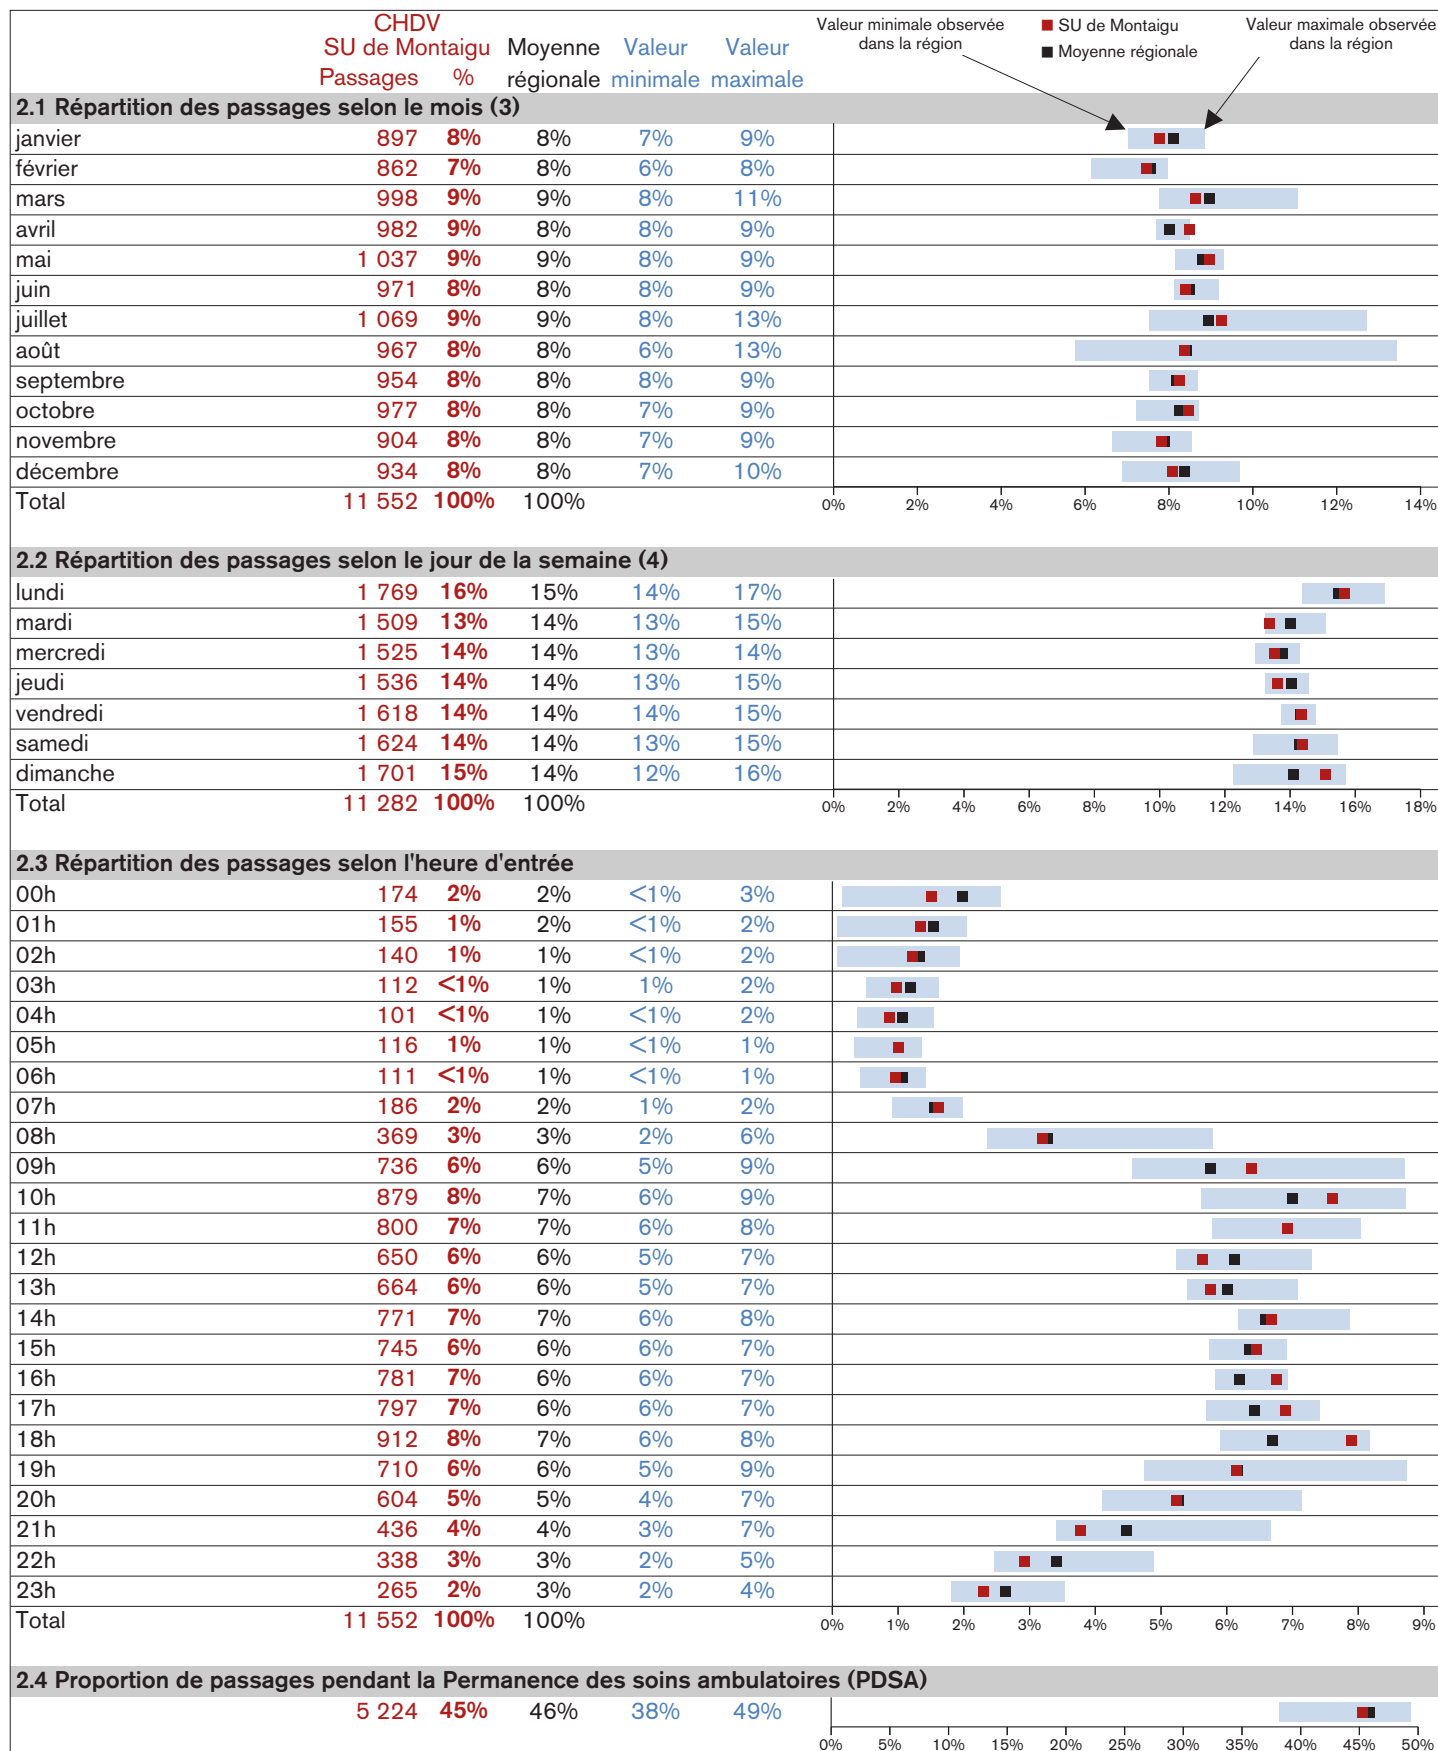 CHDV
SU de Montaigu Moyenne Valeur Valeur
Passages % régionale minimale maximale
Valeur minimale observée dans la région
SU de Montaigu
Moyenne régionale
Valeur maximale observée dans la région
2.1 Répartition des passages selon le mois (3)
janvier 897 8% 8% 7% 9%
février 862 7% 8% 6% 8%
mars 998 9% 9% 8% 11%
avril 982 9% 8% 8% 9%
mai 1 037 9% 9% 8% 9%
juin 971 8% 8% 8% 9%
juillet 1 069 9% 9% 8% 13%
août 967 8% 8% 6% 13%
septembre 954 8% 8% 8% 9%
octobre 977 8% 8% 7% 9%
novembre 904 8% 8% 7% 9%
décembre 934 8% 8% 7% 10%
Total 11 552 100% 100%
0% 2% 4% 6% 8% 10% 12% 14%
2.2 Répartition des passages selon le jour de la semaine (4)
lundi 1 769 16% 15% 14% 17%
mardi 1 509 13% 14% 13% 15%
mercredi 1 525 14% 14% 13% 14%
jeudi 1 536 14% 14% 13% 15%
vendredi 1 618 14% 14% 14% 15%
samedi 1 624 14% 14% 13% 15%
dimanche 1 701 15% 14% 12% 16%
Total 11 282 100% 100%
0% 2% 4% 6% 8% 10% 12% 14% 16% 18%
2.3 Répartition des passages selon l'heure d'entrée
00h 174 2% 2% <1% 3%
01h 155 1% 2% <1% 2%
02h 140 1% 1% <1% 2%
03h 112 <1% 1% 1% 2%
04h 101 <1% 1% <1% 2%
05h 116 1% 1% <1% 1%
06h 111 <1% 1% <1% 1%
07h 186 2% 2% 1% 2%
08h 369 3% 3% 2% 6%
09h 736 6% 6% 5% 9%
10h 879 8% 7% 6% 9%
11h 800 7% 7% 6% 8%
12h 650 6% 6% 5% 7%
13h 664 6% 6% 5% 7%
14h 771 7% 7% 6% 8%
15h 745 6% 6% 6% 7%
16h 781 7% 6% 6% 7%
17h 797 7% 6% 6% 7%
18h 912 8% 7% 6% 8%
19h 710 6% 6% 5% 9%
20h 604 5% 5% 4% 7%
21h 436 4% 4% 3% 7%
22h 338 3% 3% 2% 5%
23h 265 2% 3% 2% 4%
Total 11 552 100% 100%
0% 1% 2% 3% 4% 5% 6% 7% 8% 9%
2.4 Proportion de passages pendant la Permanence des soins ambulatoires (PDSA)
5 224 45% 46% 38% 49%
0% 5% 10% 15% 20% 25% 30% 35% 40% 45% 50%